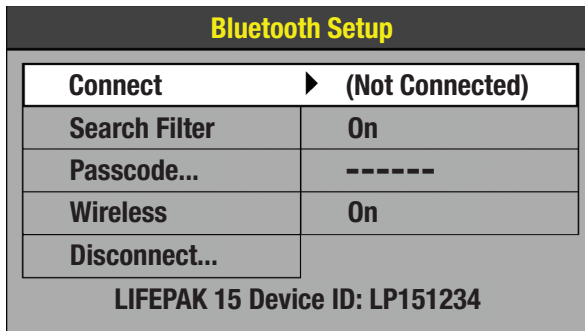 Bluetooth Setup
Connect (Not Connected)
Search Filter On
Passcode... ------
Wireless On
Disconnect...
LIFEPAK 15 Device ID: LP151234